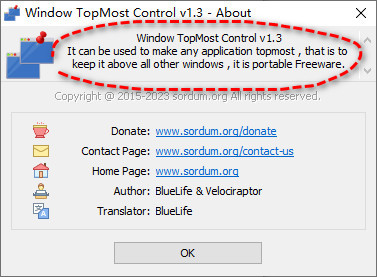 Window TopMost Control v1.3 - About
Window TopMost Control v1.3
It can be used to make any application topmost , that is to
keep it above all other windows , it is portable Freeware.
Copyright @ 2015-2023 sordum.org All rights reserved.
Donate: www.sordum.org/donate
Contact Page: www.sordum.org/contact-us
Home Page: www.sordum.org
Author: BlueLife & Velociraptor
Translator: BlueLife
OK